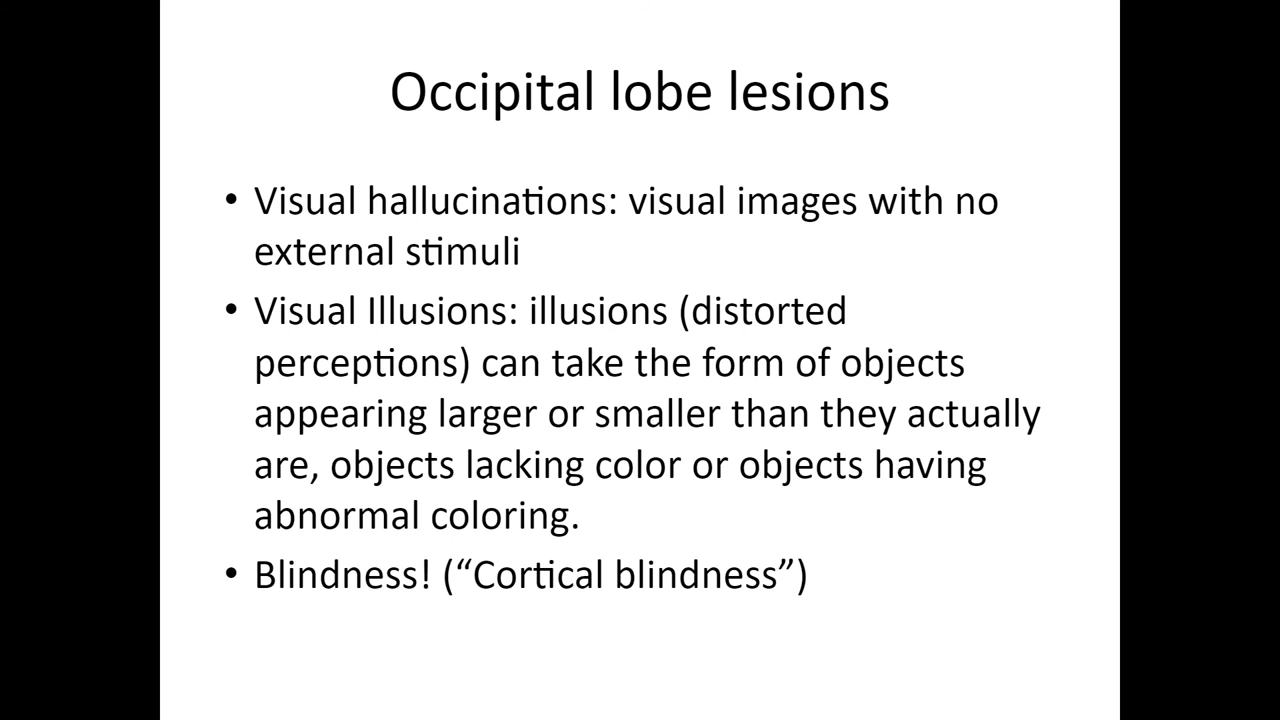 Occipital lobe lesions
• Visual hallucinations: visual images with no
external stimuli
• Visual Illusions: illusions (distorted
perceptions) can take the form of objects
appearing larger or smaller than they actually
are, objects lacking color or objects having
abnormal coloring.
• Blindness! (“Cortical blindness”)